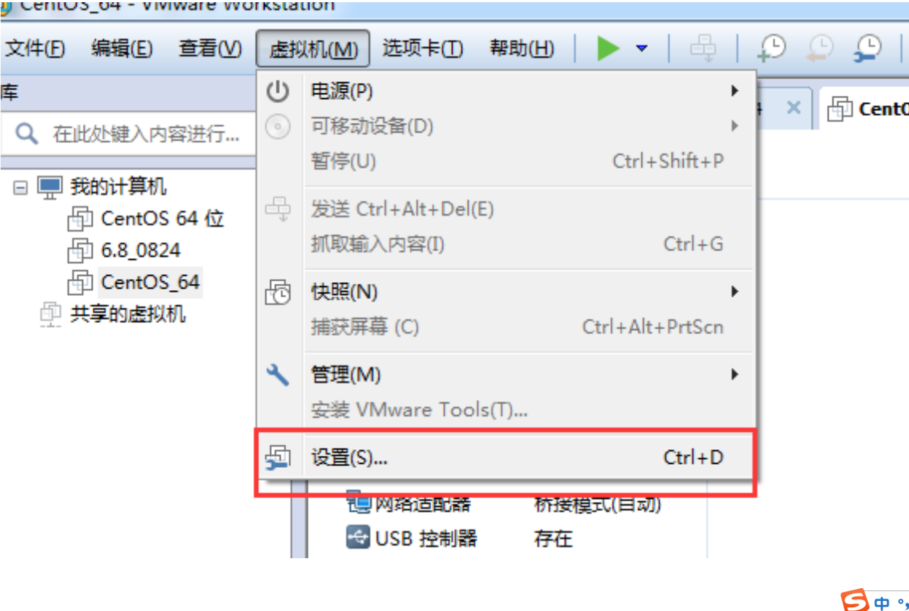 CentOS_64 - VMware Workstation
文件(F) 编辑(E) 查看(V) 虚拟机(M) 选项卡(T) 帮助(H)
库
在此处键入内容进行...
我的计算机
CentOS 64 位
6.8_0824
CentOS_64
共享的虚拟机
电源(P)
可移动设备(D)
暂停(U) Ctrl+Shift+P
发送 Ctrl+Alt+Del(E)
抓取输入内容(I) Ctrl+G
快照(N)
捕获屏幕 (C) Ctrl+Alt+PrtScn
管理(M)
安装 VMware Tools(T)...
设置(S)... Ctrl+D
网络适配器 桥接模式(自动)
USB 控制器 存在
4 ×
CentO
中 °,